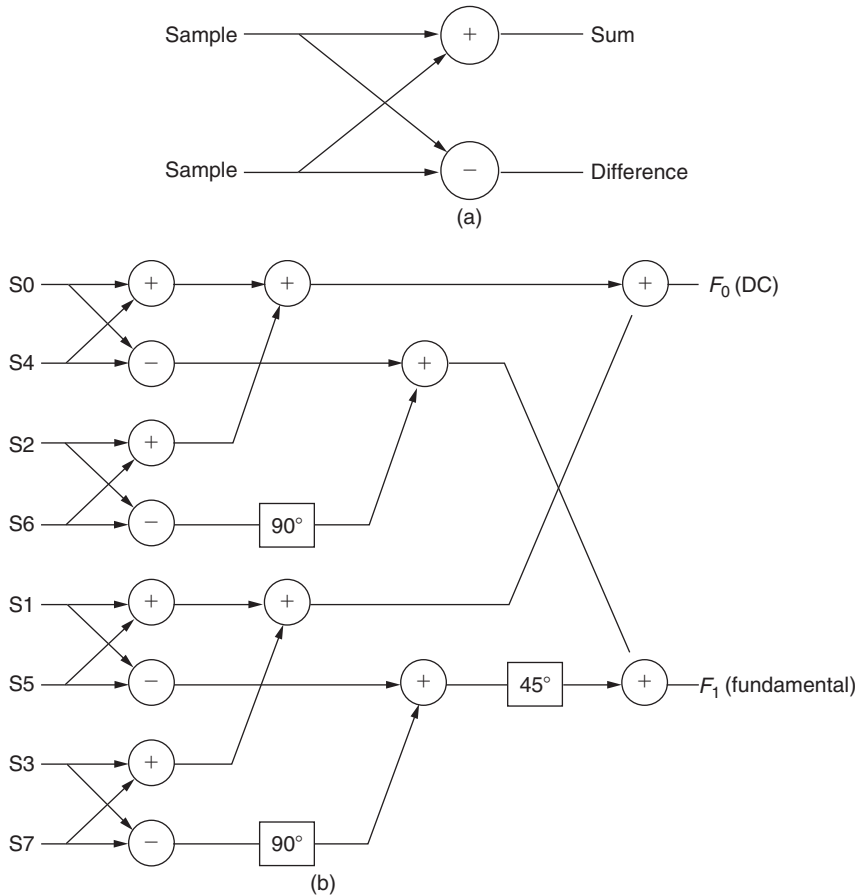 Sample + Sum
Sample − Difference
(a)
S0 + + + F0 (DC)
S4 − +
S2 +
S6 − 90°
S1 + +
S5 − + 45° + F1 (fundamental)
S3 +
S7 − 90°
(b)